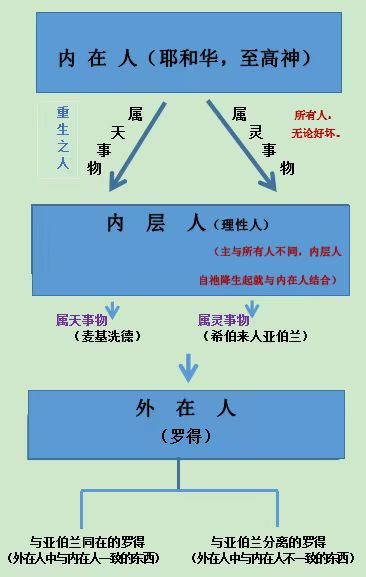 内 在 人（耶和华，至高神）
重生之人
属天事物
属灵事物
所有人，
无论好坏。
内 层 人（理性人）
（主与所有人不同，内层人
自祂降生起就与内在人结合）
属天事物
（麦基洗德）
属灵事物
（希伯来人亚伯兰）
外 在 人
（罗得）
与亚伯兰同在的罗得
（外在人中与内在人一致的东西）
与亚伯兰分离的罗得
（外在人中与内在人不一致的东西）